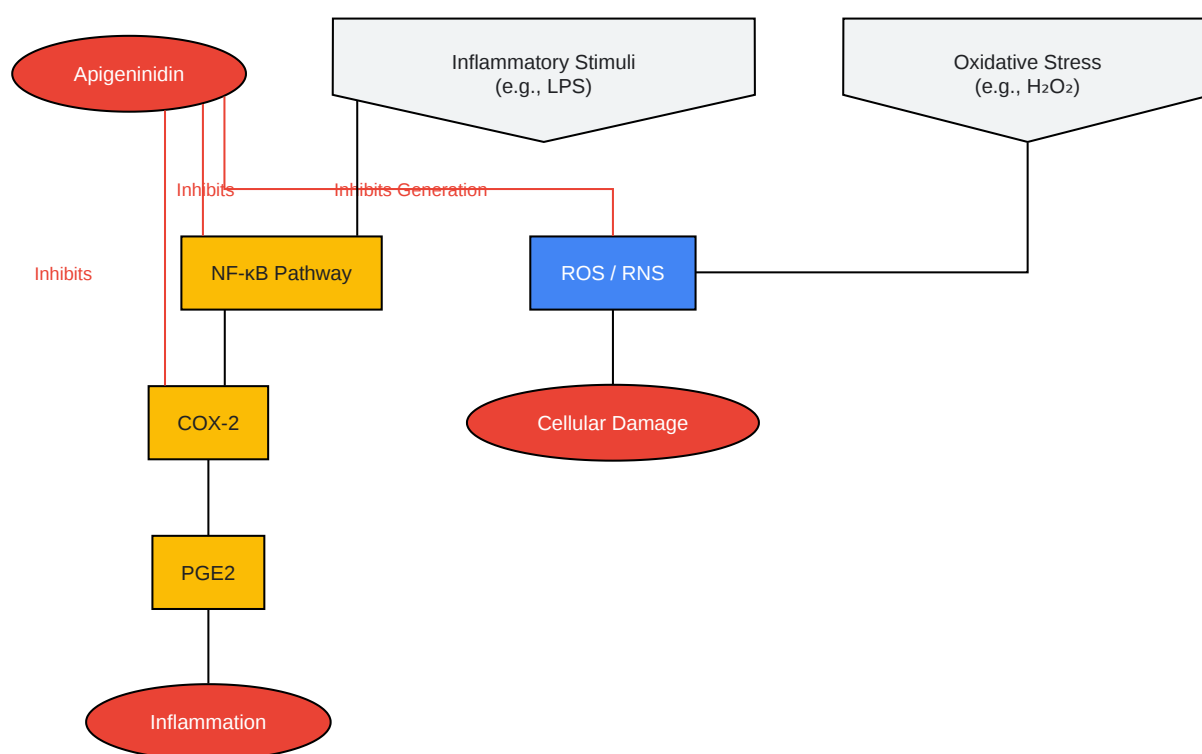 Apigeninidin
Inflammatory Stimuli
(e.g., LPS)
Oxidative Stress
(e.g., H₂O₂)
Inhibits
Inhibits Generation
Inhibits
NF-κB Pathway
ROS / RNS
COX-2
Cellular Damage
PGE2
Inflammation